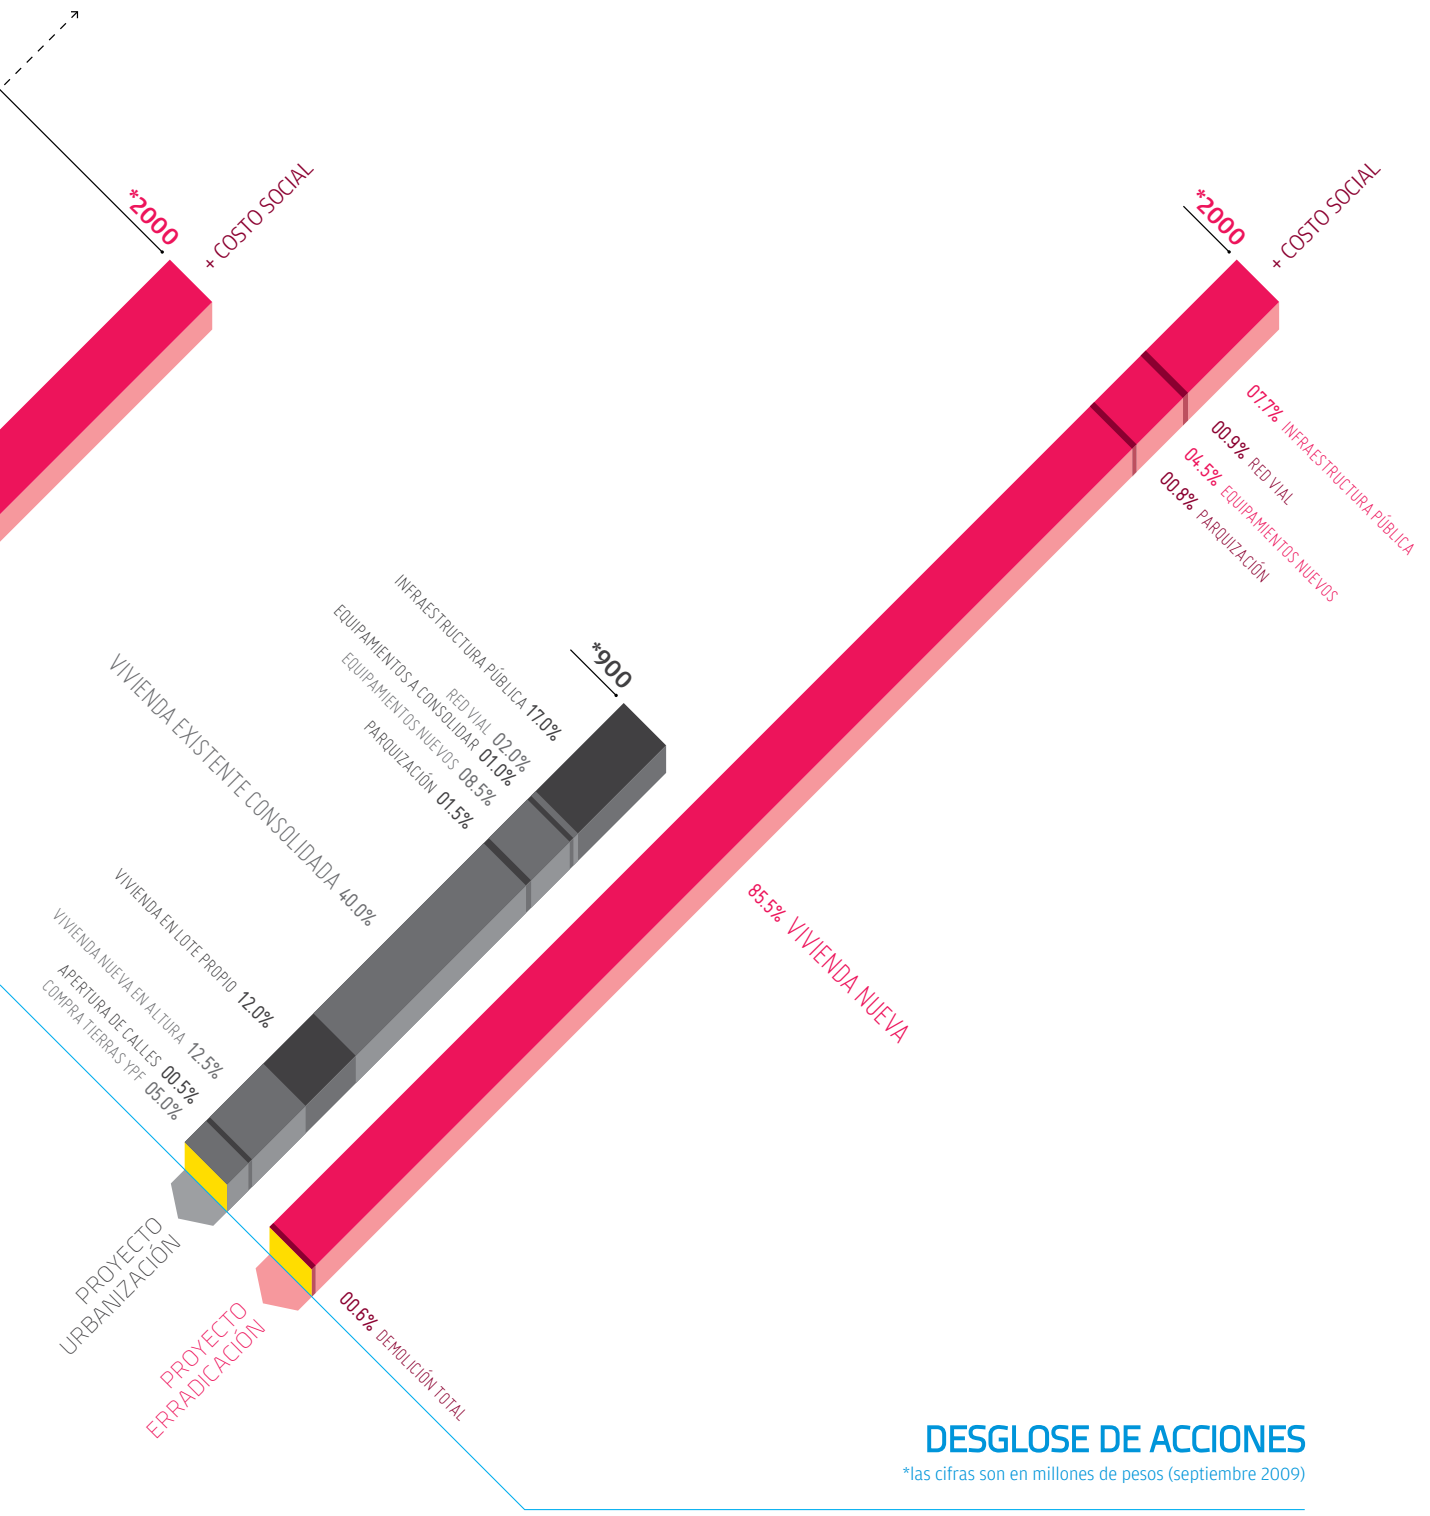 *2000
+ COSTO SOCIAL
*2000
+ COSTO SOCIAL
07.7% INFRAESTRUCTURA PÚBLICA
00.9% RED VIAL
04.5% EQUIPAMIENTOS NUEVOS
00.8% PARQUIZACIÓN
85.5% VIVIENDA NUEVA
00.6% DEMOLICIÓN TOTAL
*900
INFRAESTRUCTURA PÚBLICA 17.0%
RED VIAL 02.0%
EQUIPAMIENTOS A CONSOLIDAR 01.0%
EQUIPAMIENTOS NUEVOS 08.5%
PARQUIZACIÓN 01.5%
VIVIENDA EXISTENTE CONSOLIDADA 40.0%
VIVIENDA EN LOTE PROPIO 12.0%
VIVIENDA NUEVA EN ALTURA 12.5%
APERTURA DE CALLES 00.5%
COMPRA TIERRAS YPF 05.0%
PROYECTO
URBANIZACIÓN
PROYECTO
ERRADICACIÓN
DESGLOSE DE ACCIONES
*las cifras son en millones de pesos (septiembre 2009)